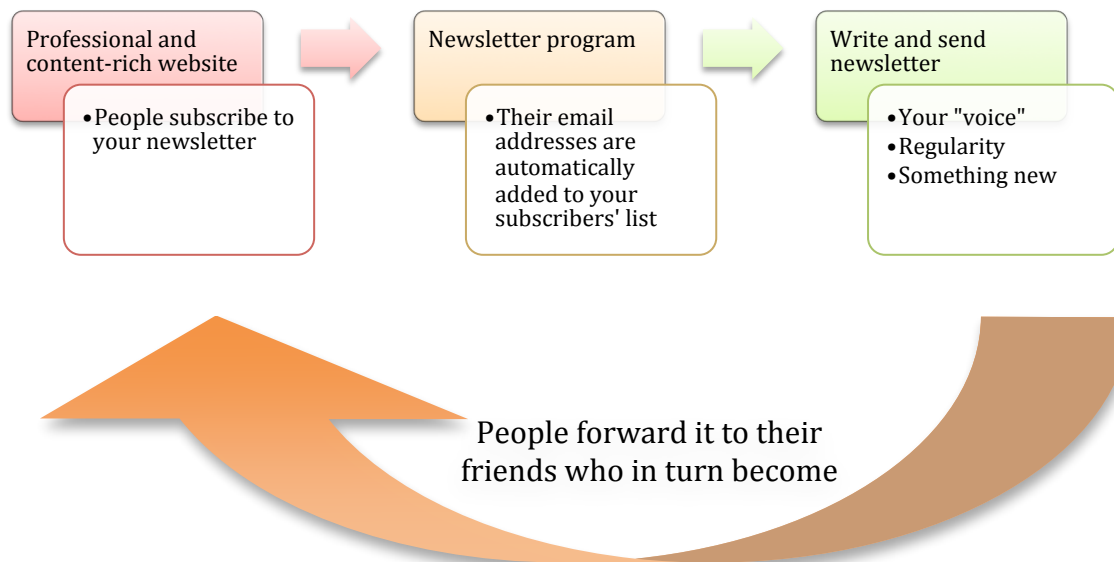 Professional and
content-rich website
•People subscribe to
your newsletter
Newsletter program
•Their email
addresses are
automatically
added to your
subscribers' list
Write and send
newsletter
•Your "voice"
•Regularity
•Something new
People forward it to their
friends who in turn become